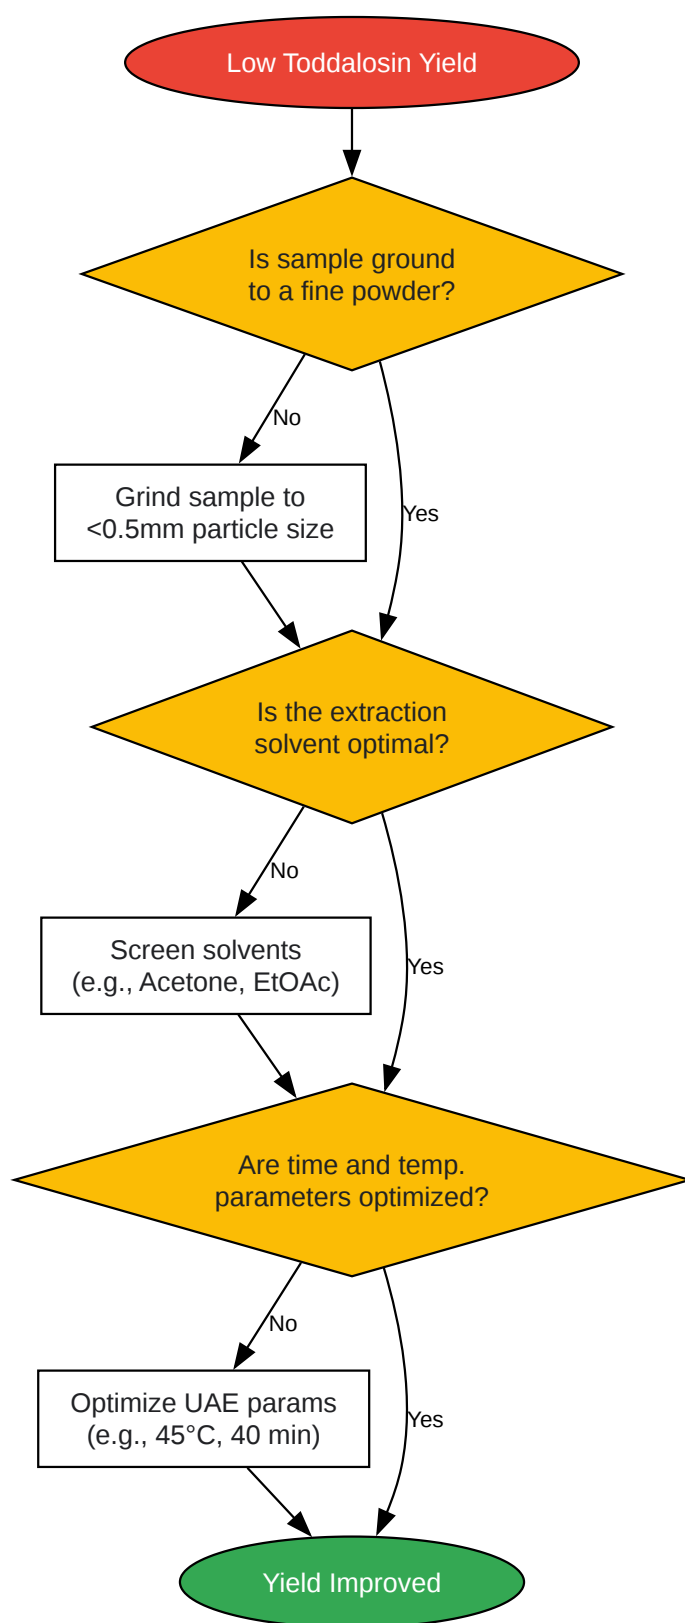 Low Toddalosin Yield
Is sample ground
to a fine powder?
No
Grind sample to
<0.5mm particle size
Yes
Is the extraction
solvent optimal?
No
Screen solvents
(e.g., Acetone, EtOAc)
Yes
Are time and temp.
parameters optimized?
No
Optimize UAE params
(e.g., 45°C, 40 min)
Yes
Yield Improved